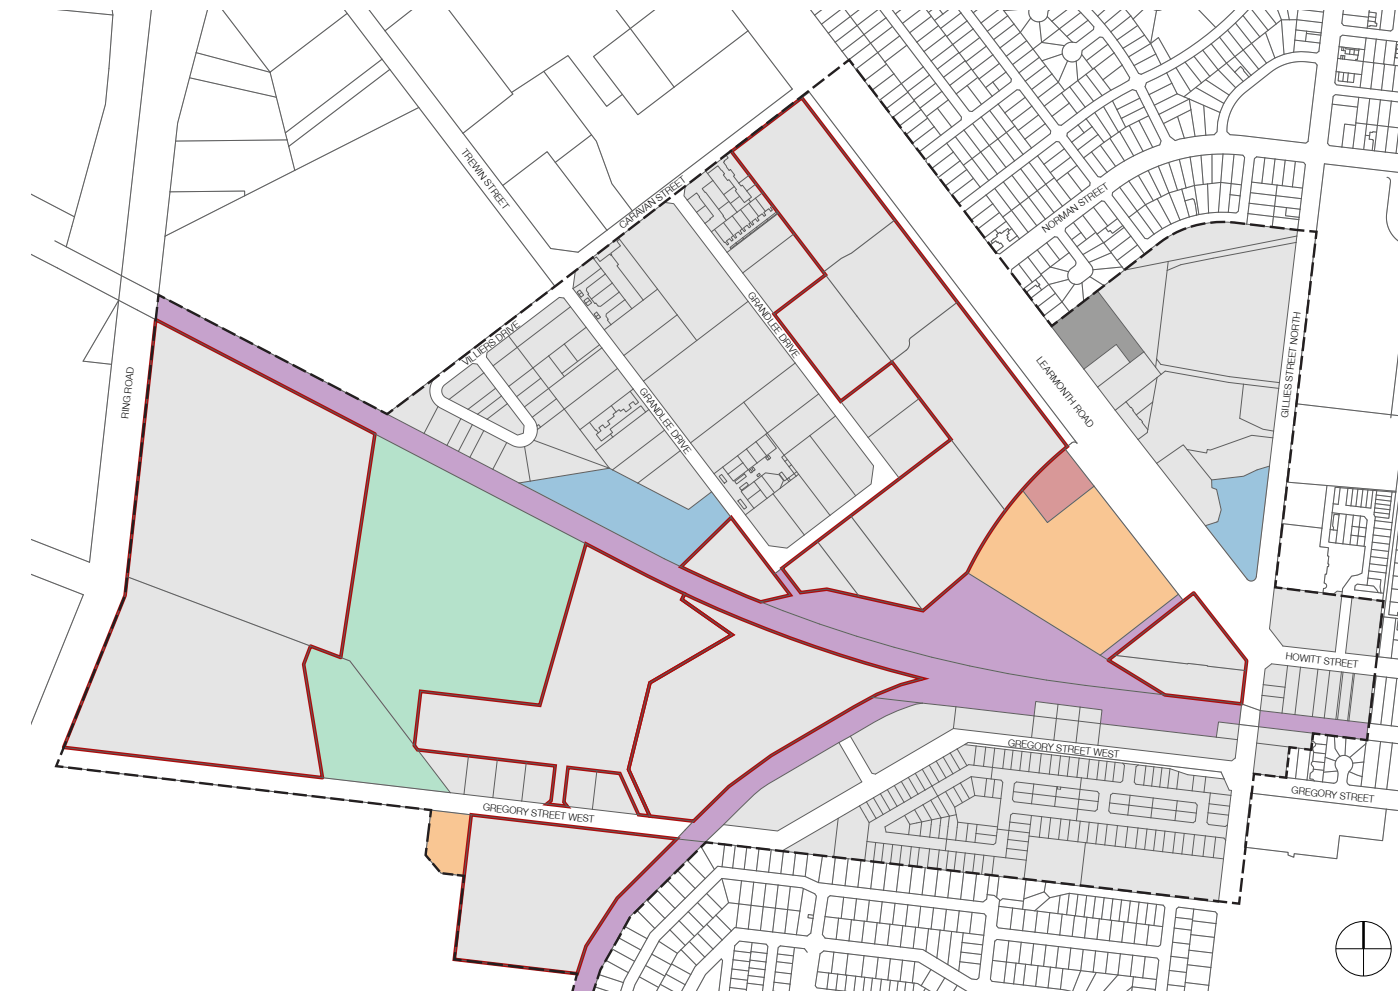 TREWIN STREET
CARAVAN STREET
NORMAN STREET
VILLIERS DRIVE
GRANDLEE DRIVE
GRANDLEE DRIVE
LEARMONTH ROAD
GILLIES STREET NORTH
RING ROAD
HOWITT STREET
GREGORY STREET WEST
GREGORY STREET
GREGORY STREET WEST